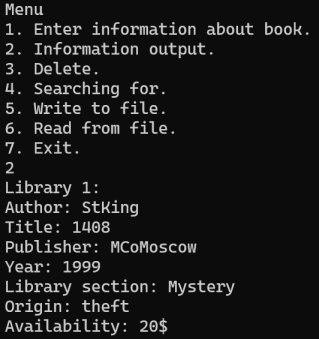 Menu
1. Enter information about book.
2. Information output.
3. Delete.
4. Searching for.
5. Write to file.
6. Read from file.
7. Exit.
2
Library 1:
Author: StKing
Title: 1408
Publisher: MCoMoscow
Year: 1999
Library section: Mystery
Origin: theft
Availability: 20$